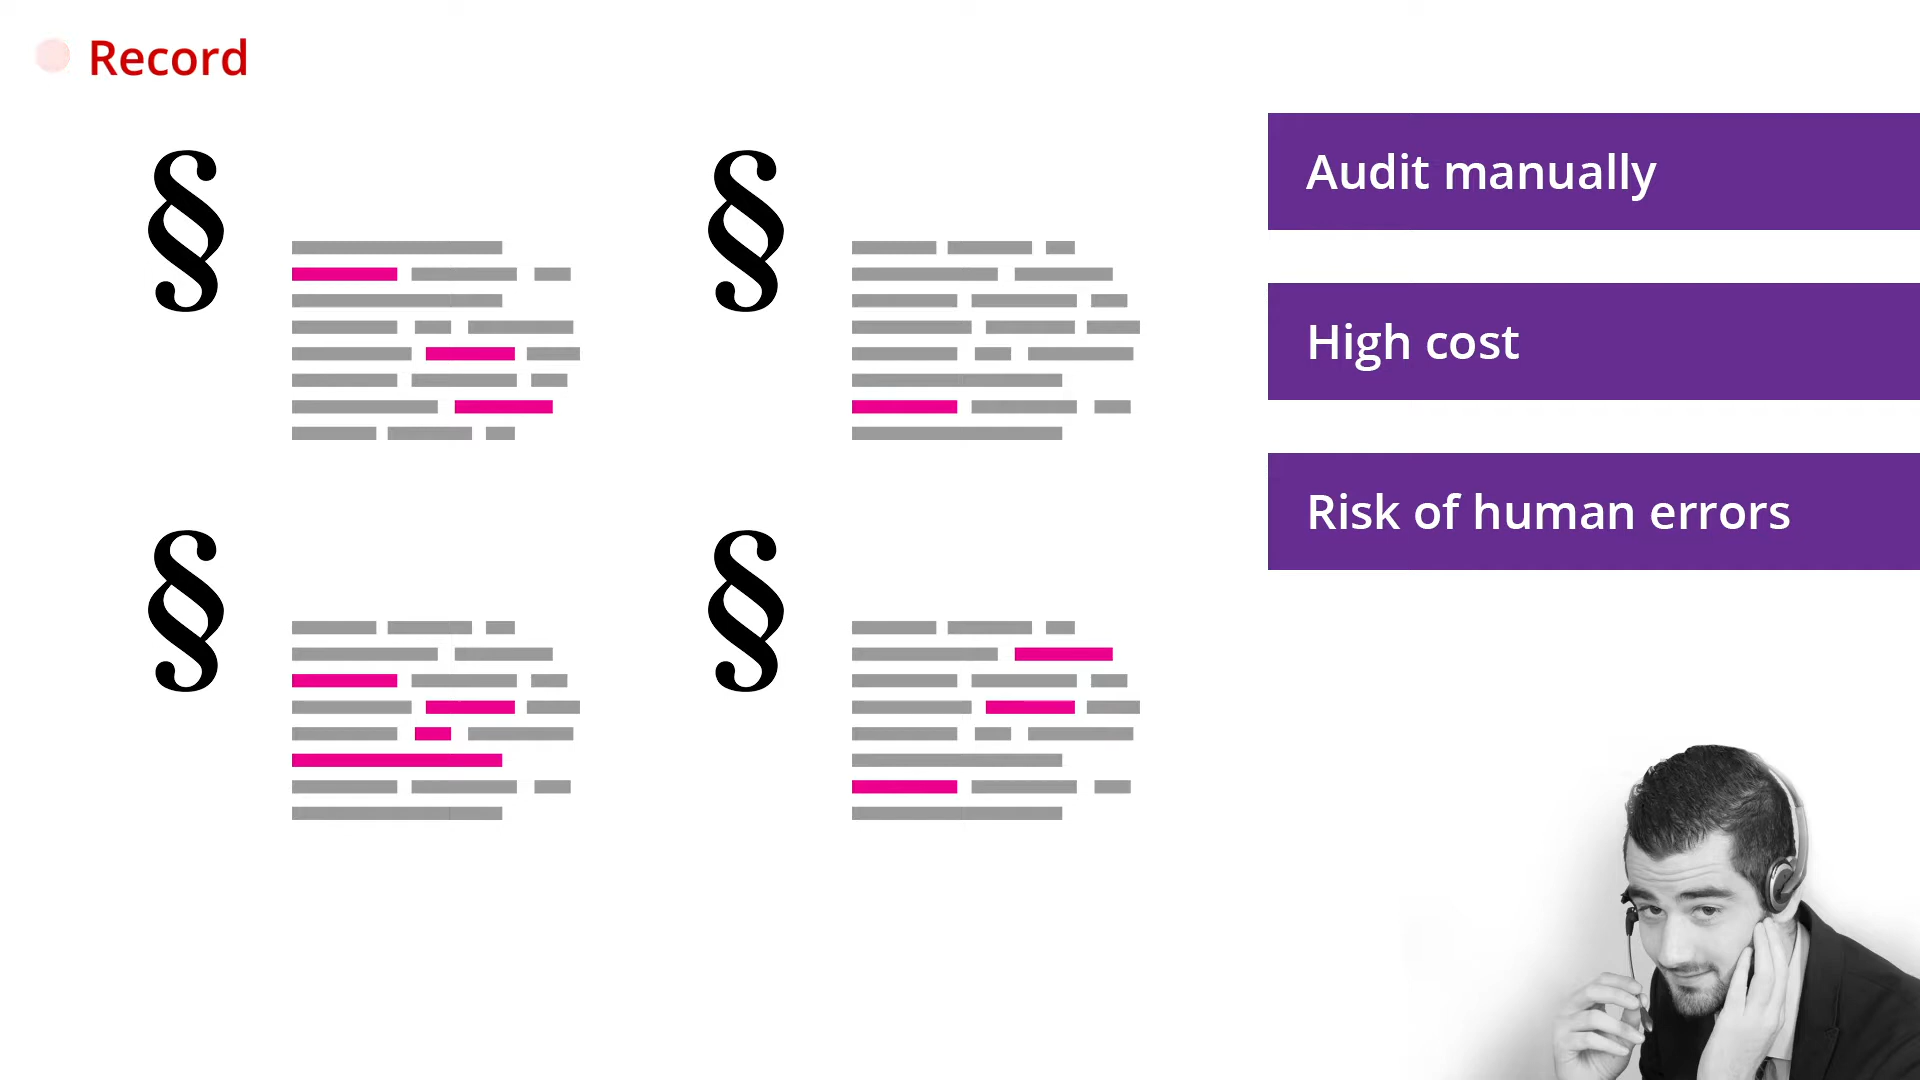 Record
§
§
Audit manually
High cost
Risk of human errors
§
§